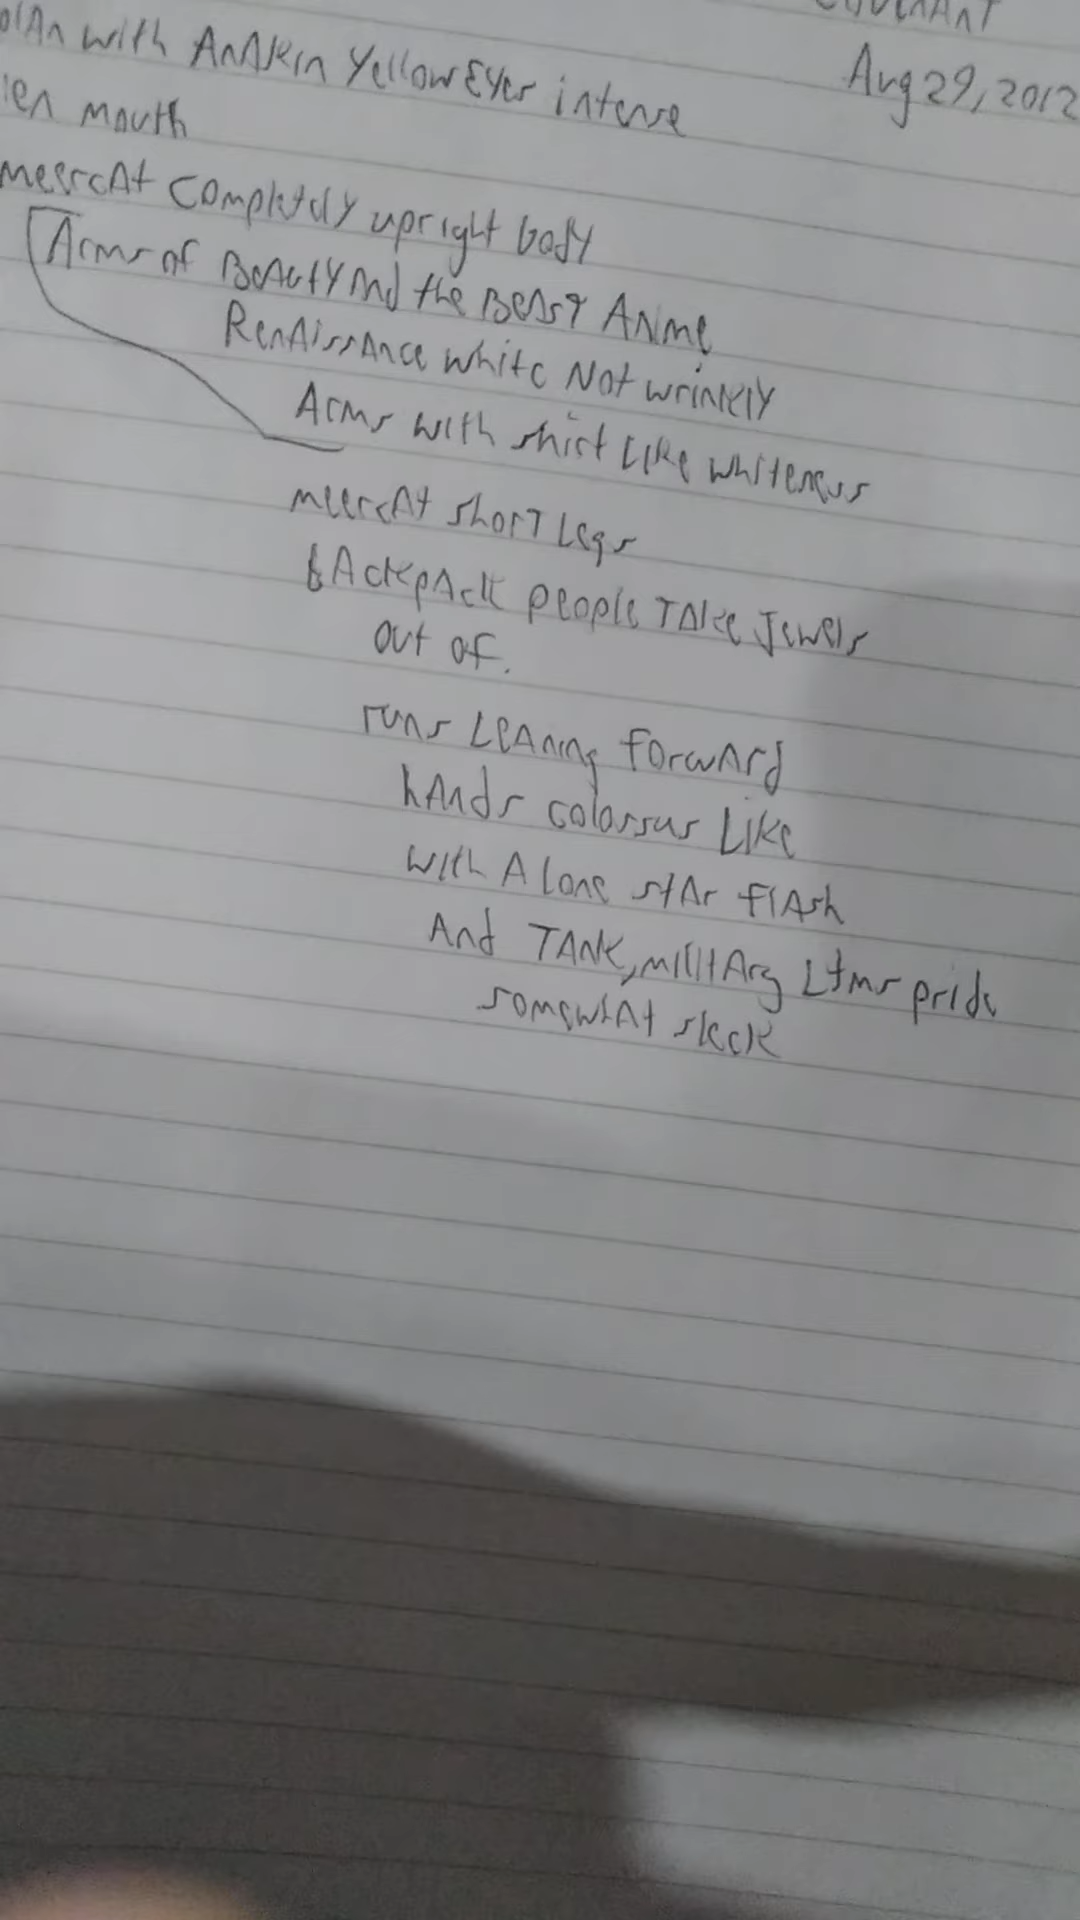 COVENANT
Aug 29, 2012
with Anakin Yellow Eyes intense
mouth
meercat completely upright body
Arms of Beauty and the Beast Anime
Renaissance white Not wrinkly
Arms with shirt Like whiteness
meercat short Legs
backpack people take Jewels
out of.
runs Leaning forward
hands colossus Like
with A lone star flash
And TANK, military pride
somewhat sleek